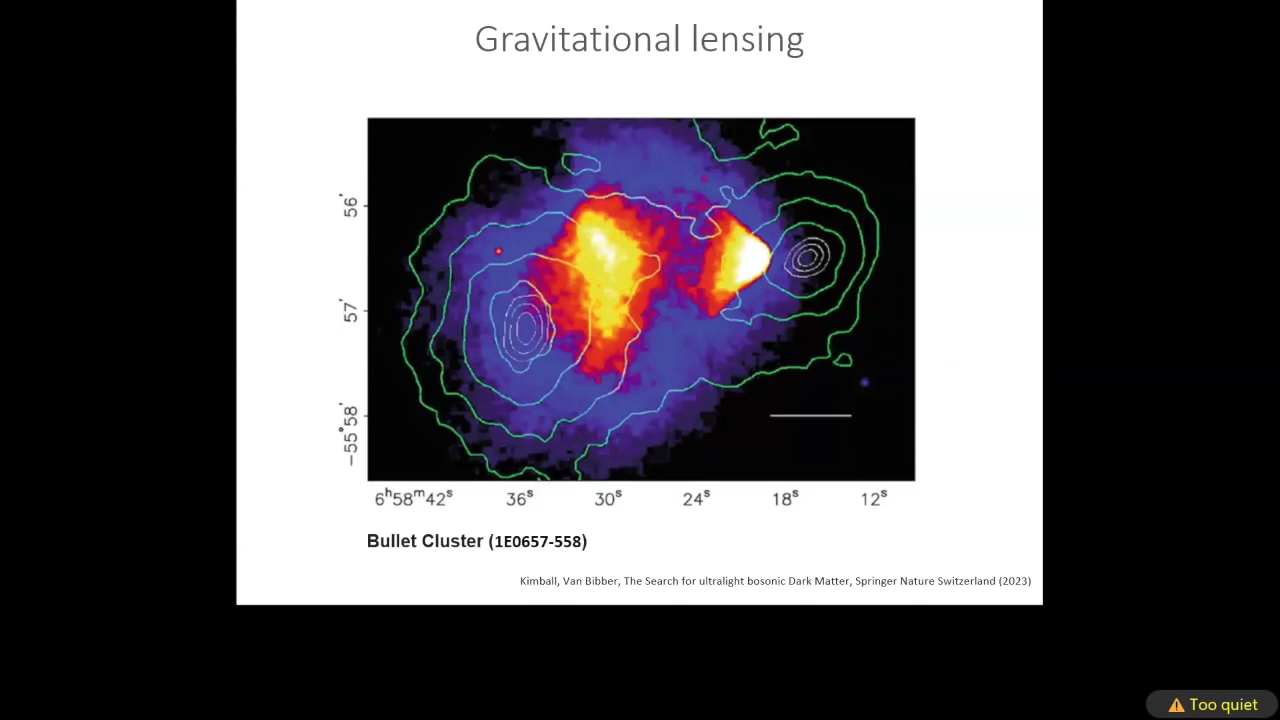 Gravitational lensing
56′
57′
−55°58′
6ʰ58ᵐ42ˢ 36ˢ 30ˢ 24ˢ 18ˢ 12ˢ
Bullet Cluster (1E0657-558)
Kimball, Van Bibber, The Search for ultralight bosonic Dark Matter, Springer Nature Switzerland (2023)
Too quiet